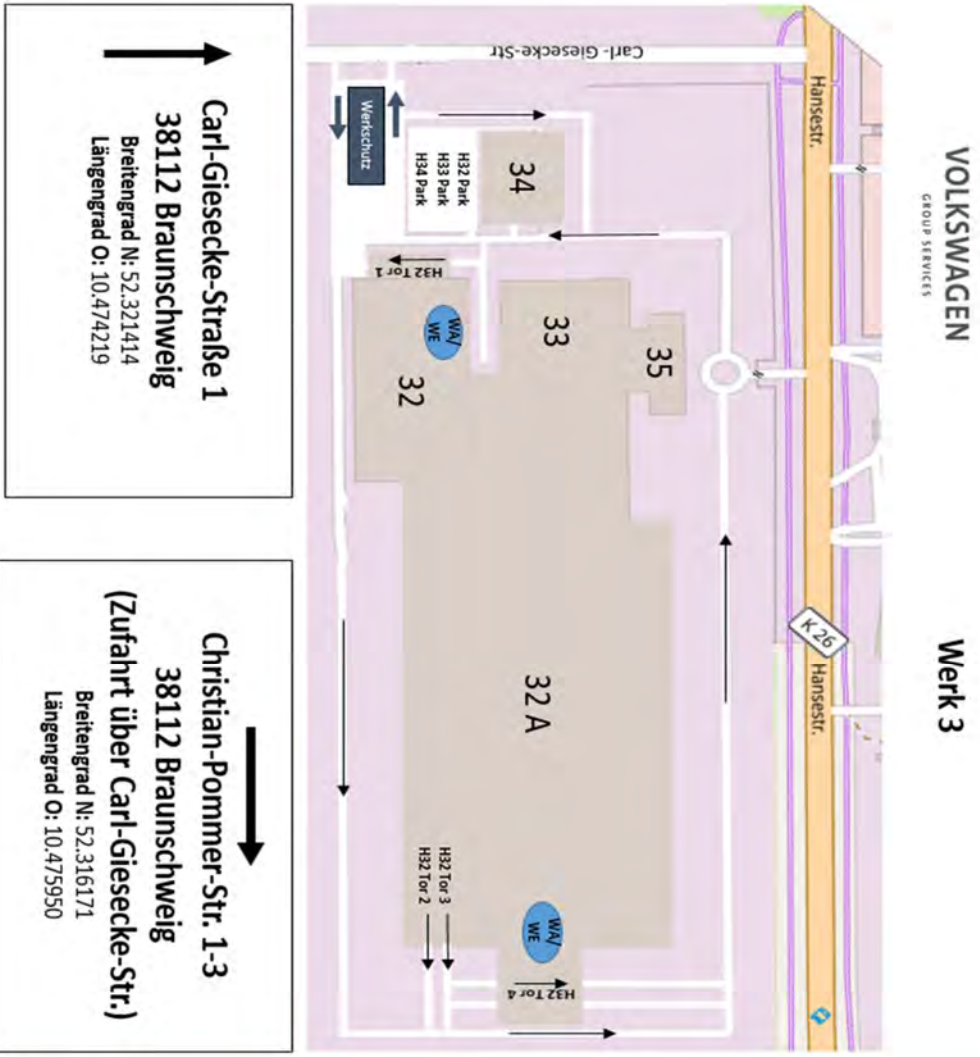 VOLKSWAGEN
GROUP SERVICES
Werk 3
Hansestr.
K 26
Hansestr.
Carl- Giesecke-Str
34
35
33
H32 Park
H33 Park
H34 Park
Werkschutz
H32 Tor 1
WA/
WE
32
32 A
WA/
WE
H32 Tor 3
H32 Tor 2
H32 Tor 4
Carl-Giesecke-Straße 1
38112 Braunschweig
Breitengrad N: 52.321414
Längengrad O: 10.474219
Christian-Pommer-Str. 1-3
38112 Braunschweig
(Zufahrt über Carl-Giesecke-Str.)
Breitengrad N: 52.316171
Längengrad O: 10.475950